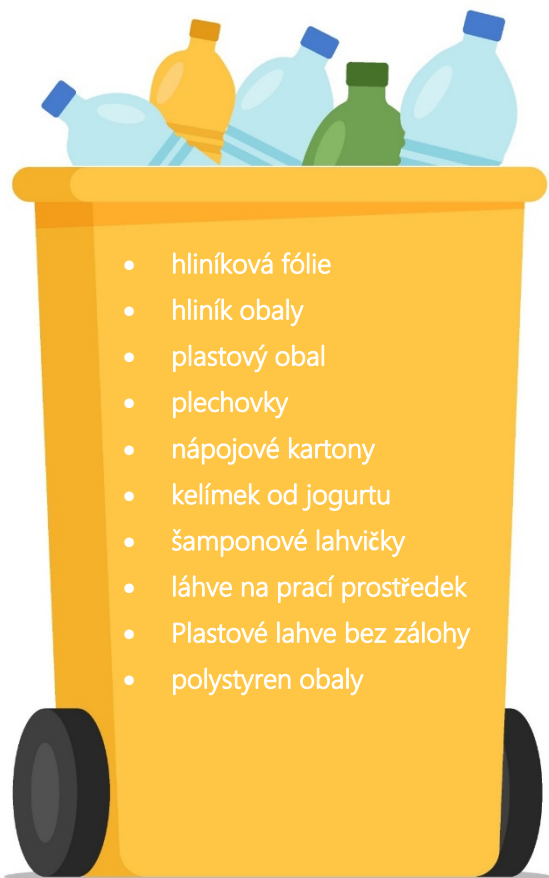 • hliníková fólie
• hliník obaly
• plastový obal
• plechovky
• nápojové kartony
• kelímek od jogurtu
• šamponové lahvičky
• láhve na prací prostředek
• Plastové lahve bez zálohy
• polystyren obaly